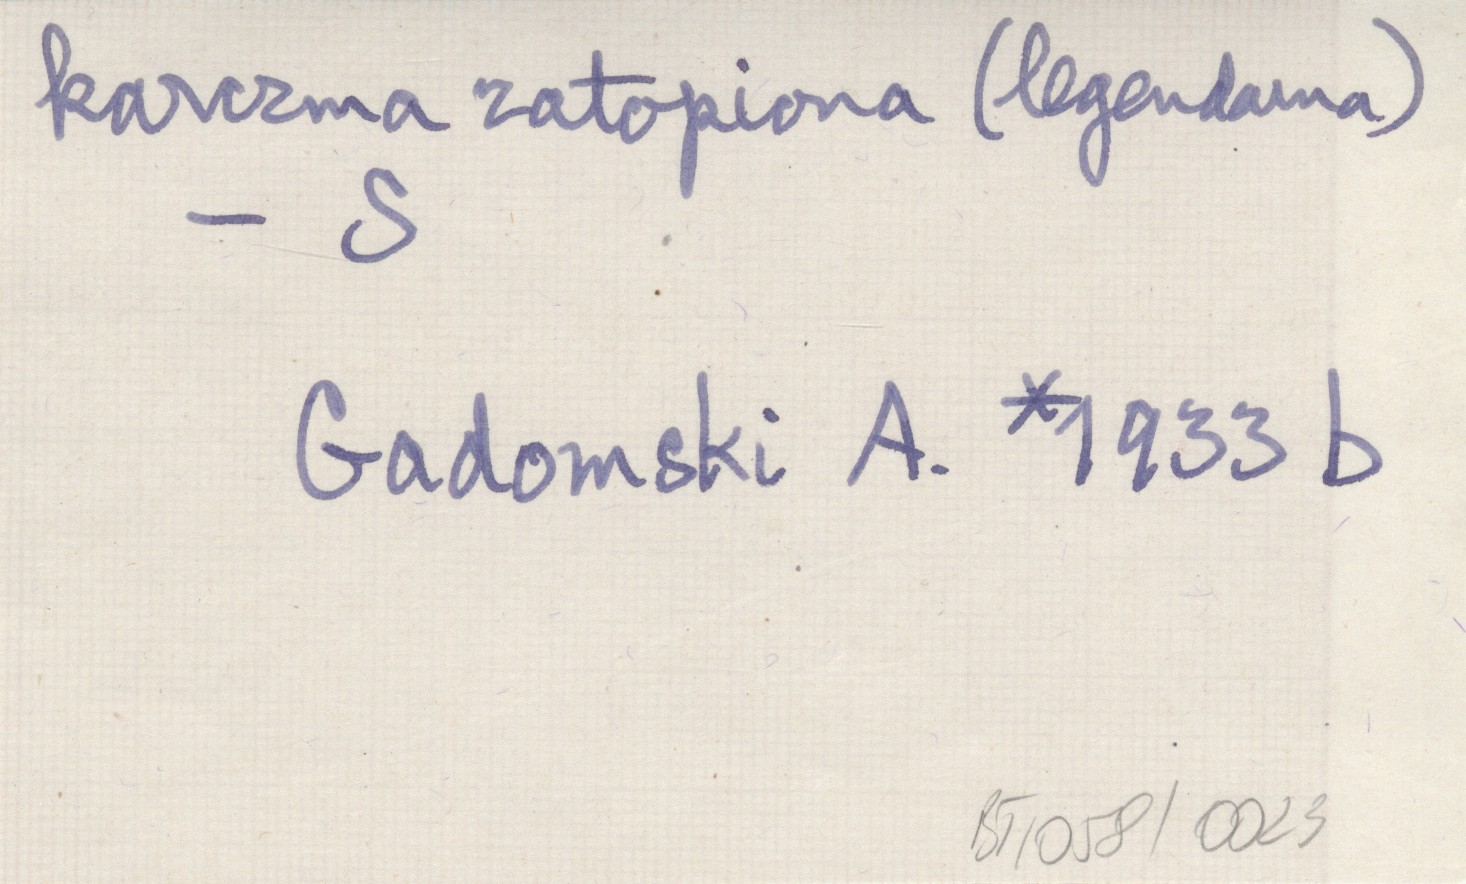 karczma zatopiona (legendarna)
- S
Gadomski A. *1933 b
BT/058/0023